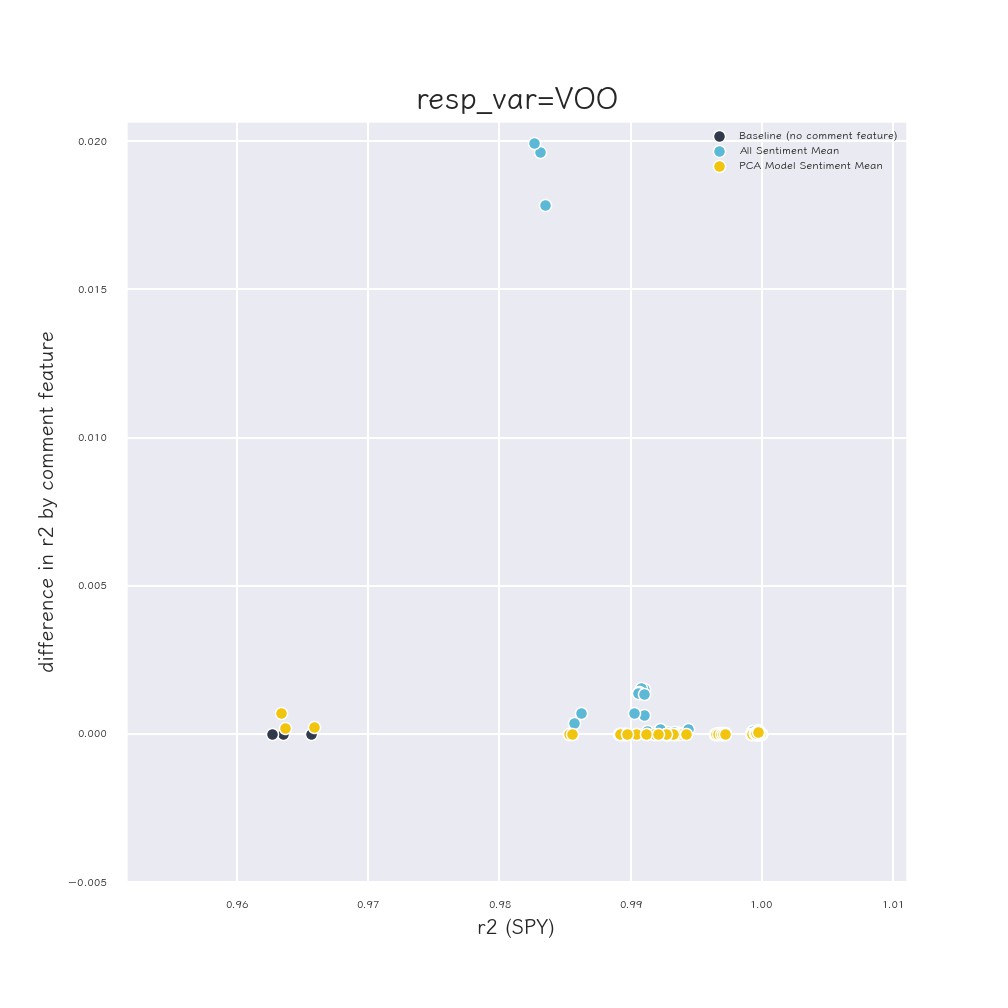 resp_var=VOO
Baseline (no comment feature)
All Sentiment Mean
PCA Model Sentiment Mean
difference in r2 by comment feature
0.020
0.015
0.010
0.005
0.000
−0.005
0.96 0.97 0.98 0.99 1.00 1.01
r2 (SPY)